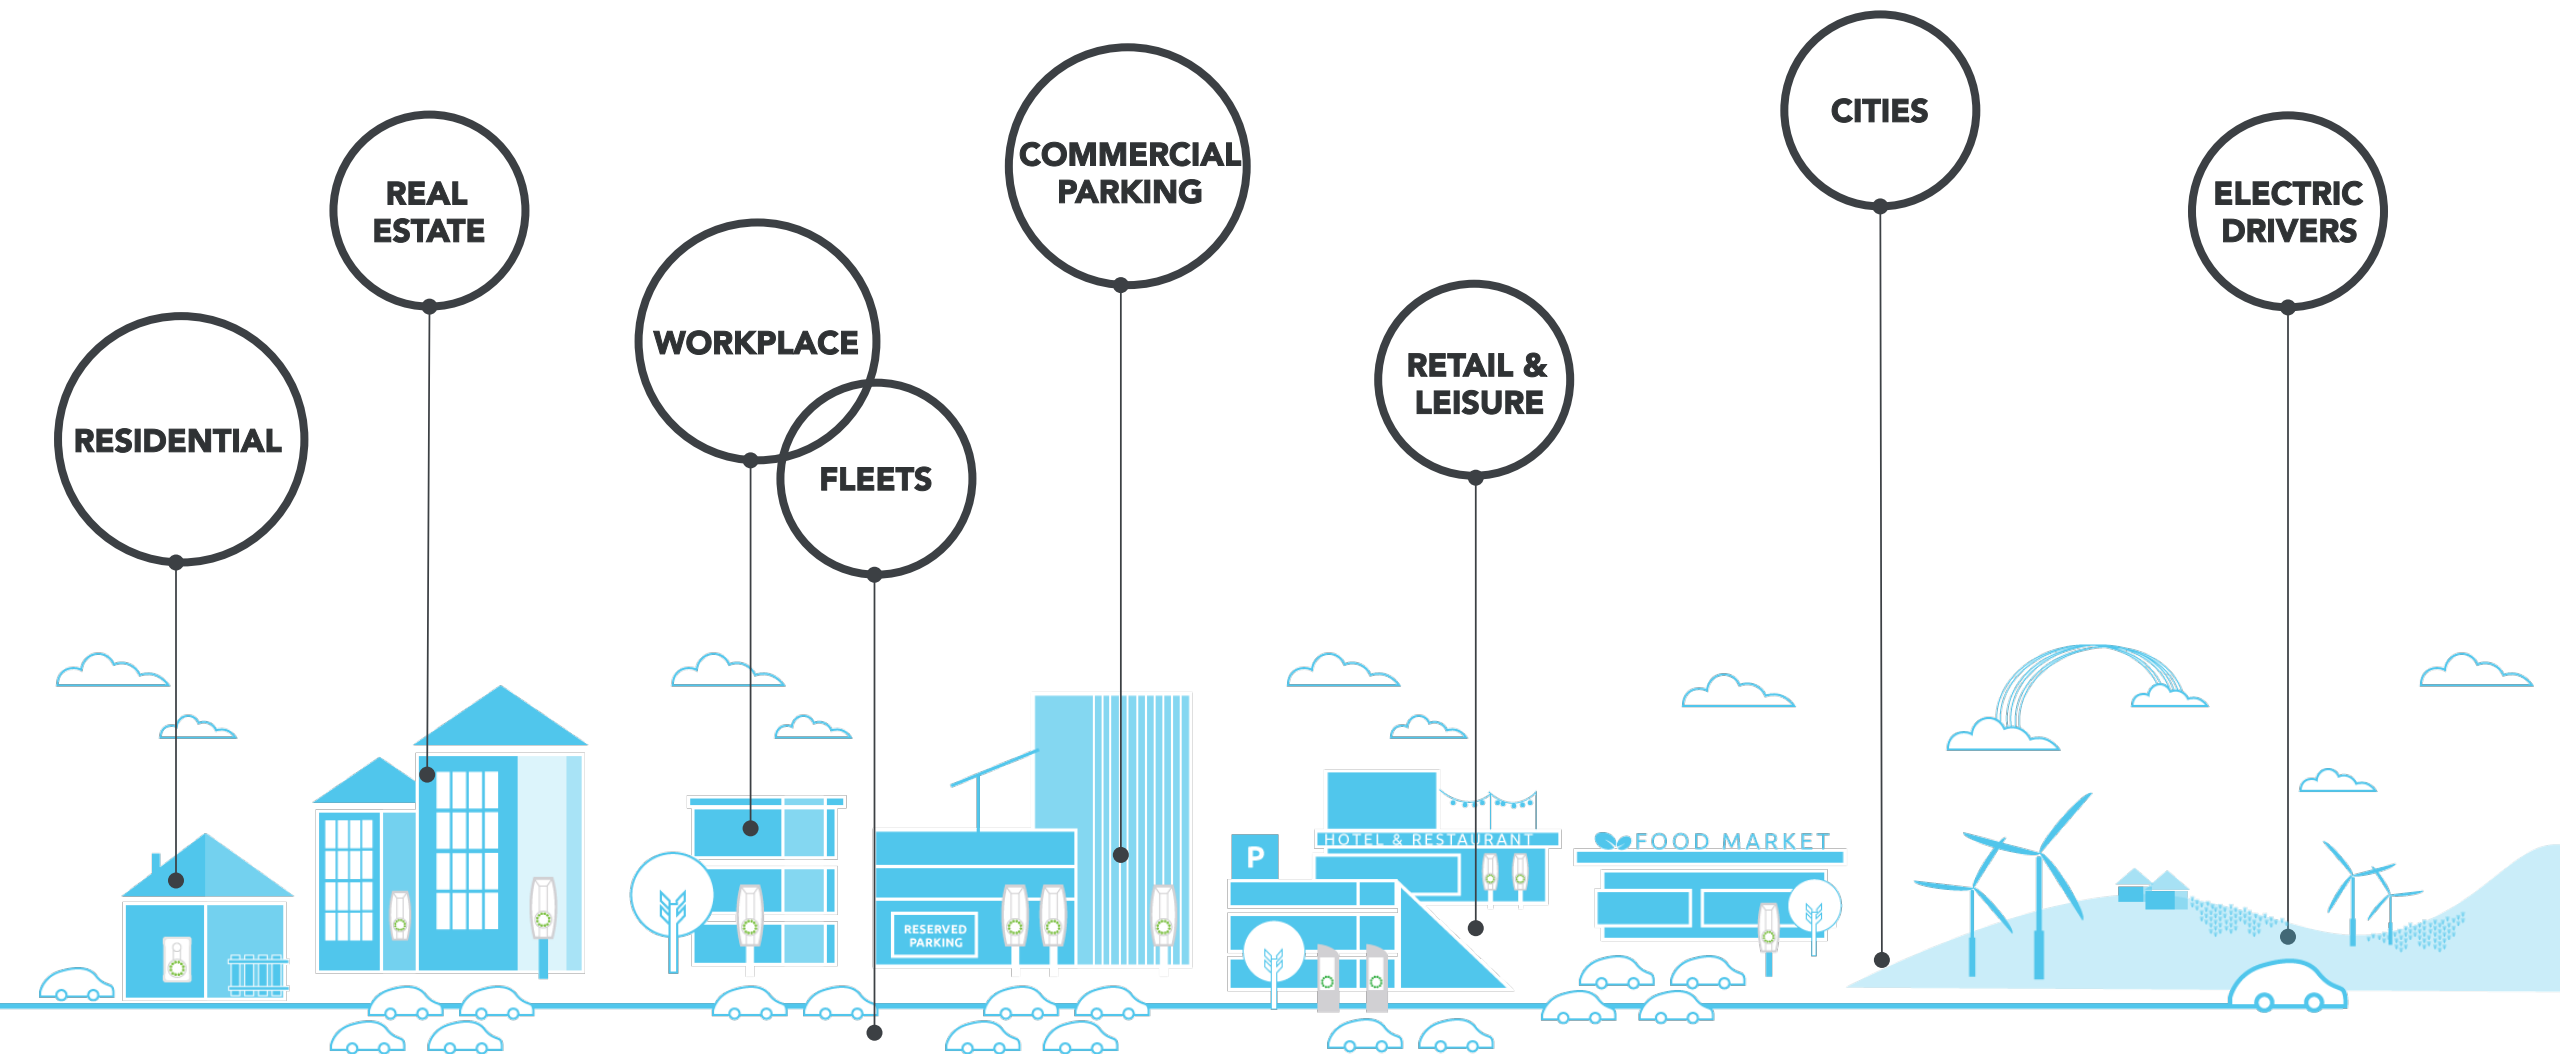 RESIDENTIAL
REAL
ESTATE
WORKPLACE
FLEETS
COMMERCIAL
PARKING
RETAIL &
LEISURE
CITIES
ELECTRIC
DRIVERS
RESERVED
PARKING
P
HOTEL & RESTAURANT
FOOD MARKET